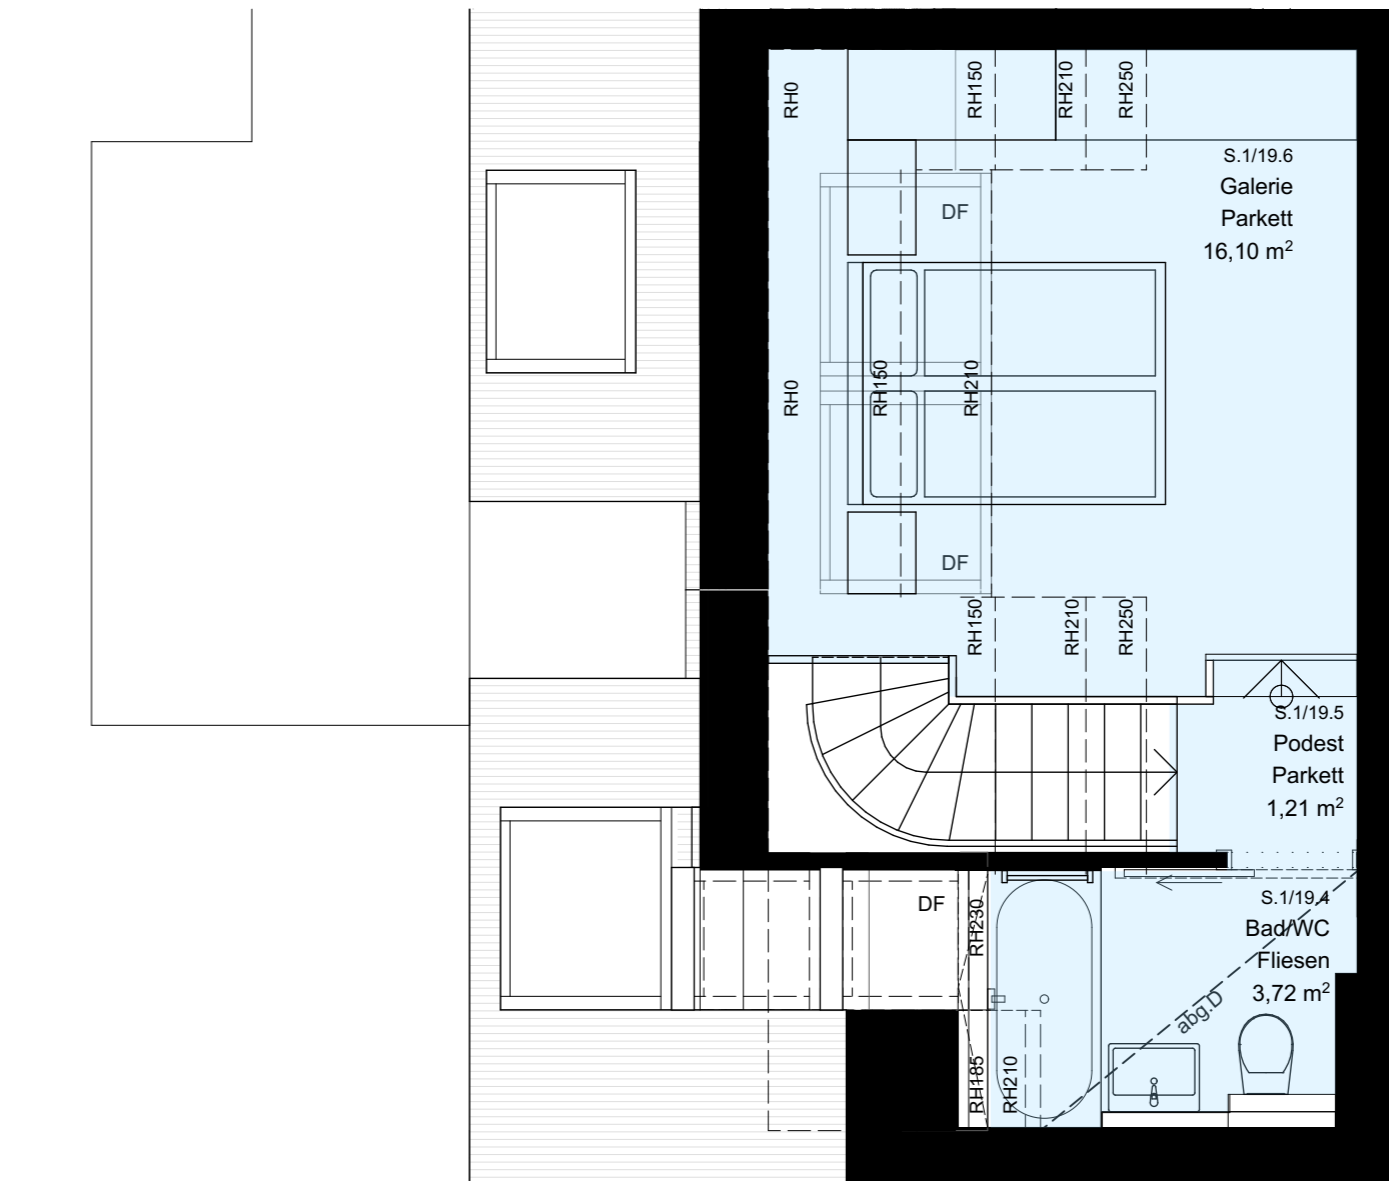 RH0
RH150
RH210
RH250
S.1/19.6
Galerie
Parkett
16,10 m²
DF
RH0
RH150
RH210
DF
RH150
RH210
RH250
S.1/19.5
Podest
Parkett
1,21 m²
DF
RH230
S.1/19.4
Bad/WC
Fliesen
3,72 m²
abg.D
RH185
RH210